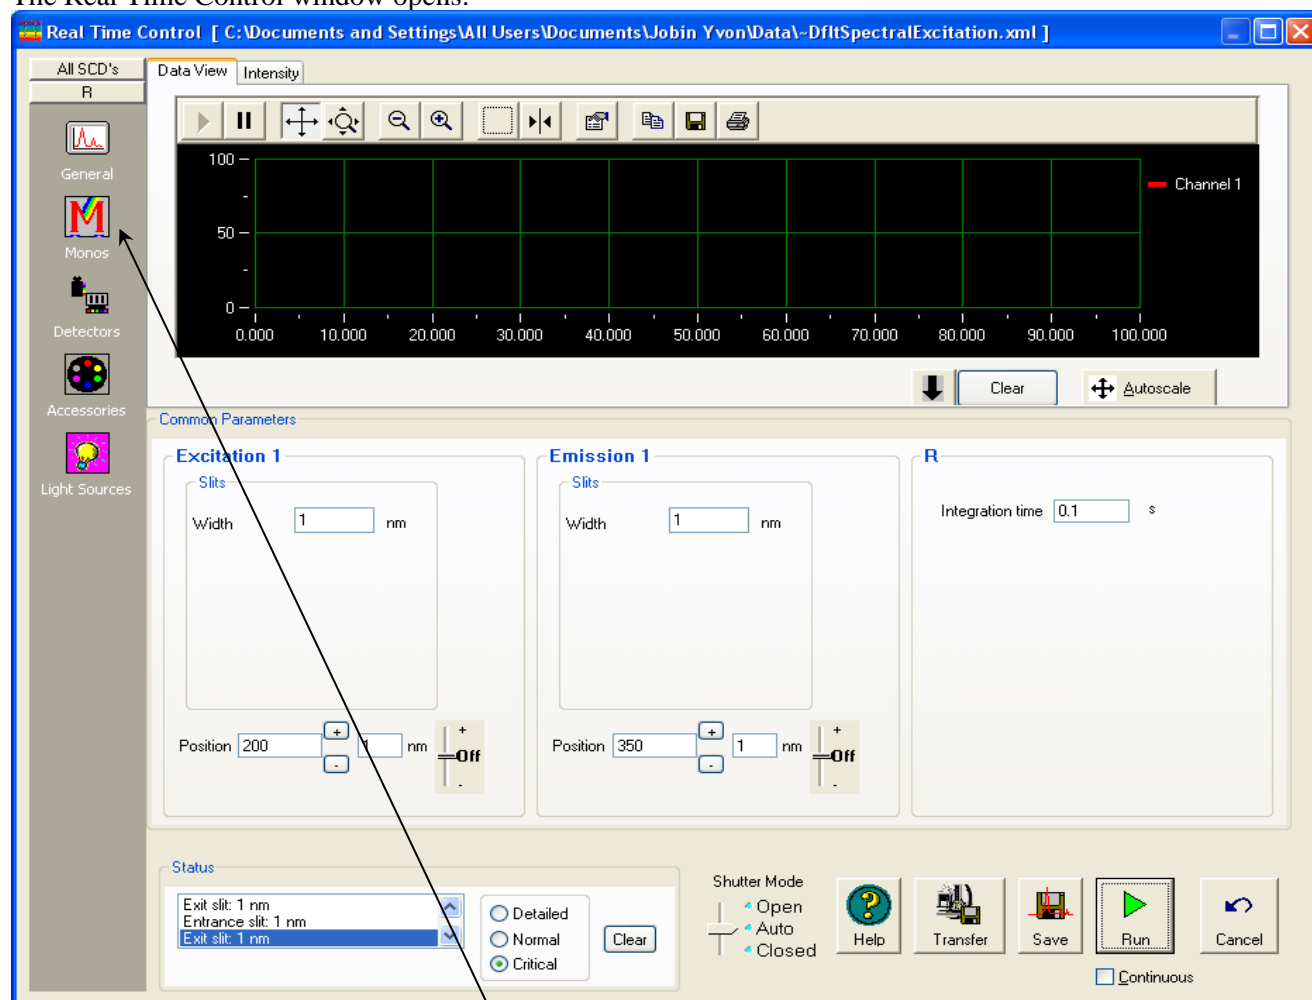 The Real Time Control window opens:
Real Time Control [ C:\Documents and Settings\All Users\Documents\Jobin Yvon\Data\~DfltSpectralExcitation.xml ]
All SCD's
R
General
Monos
Detectors
Accessories
Light Sources
Data View Intensity
100
50
0
0.000 10.000 20.000 30.000 40.000 50.000 60.000 70.000 80.000 90.000 100.000
Channel 1
Clear Autoscale
Common Parameters
Excitation 1
Slits
Width 1 nm
Position 200 + - 1 nm + Off -
Emission 1
Slits
Width 1 nm
Position 350 + - 1 nm + Off -
R
Integration time 0.1 s
Status
Exit slit: 1 nm
Entrance slit: 1 nm
Exit slit: 1 nm
Detailed
Normal
Critical
Clear
Shutter Mode
Open
Auto
Closed
Help Transfer Save Run Cancel
Continuous